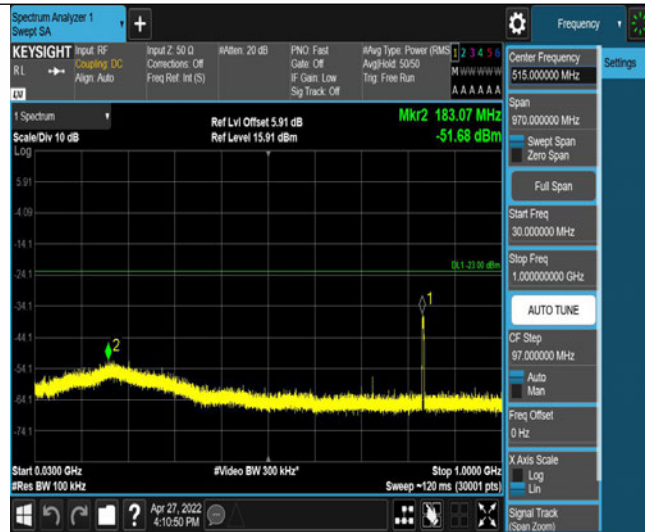 Spectrum Analyzer 1
Swept SA
+
Frequency
KEYSIGHT
RL
LNI
Input: RF
Coupling: DC
Align: Auto
Input Z: 50 Ω
Corrections: Off
Freq Ref: Int (S)
#Atten: 20 dB
PNO: Fast
Gate: Off
IF Gain: Low
Sig Track: Off
#Avg Type: Power (RMS
Avg|Hold: 50/50
Trig: Free Run
1 2 3 4 5 6
M W W W W W
A A A A A A
1 Spectrum
Scale/Div 10 dB
Ref Lvl Offset 5.91 dB
Ref Level 15.91 dBm
Mkr2 183.07 MHz
-51.68 dBm
Log
5.91
-4.09
-14.1
-24.1
-34.1
-44.1
-54.1
-64.1
-74.1
DL1 -23.00 dBm
1
2
Start 0.0300 GHz
#Res BW 100 kHz
#Video BW 300 kHz*
Stop 1.0000 GHz
Sweep ~120 ms (30001 pts)
Center Frequency
515.000000 MHz
Settings
Span
970.000000 MHz
Swept Span
Zero Span
Full Span
Start Freq
30.000000 MHz
Stop Freq
1.000000000 GHz
AUTO TUNE
CF Step
97.000000 MHz
Auto
Man
Freq Offset
0 Hz
X Axis Scale
Log
Lin
Signal Track
(Span Zoom)
?
Apr 27, 2022
4:10:50 PM